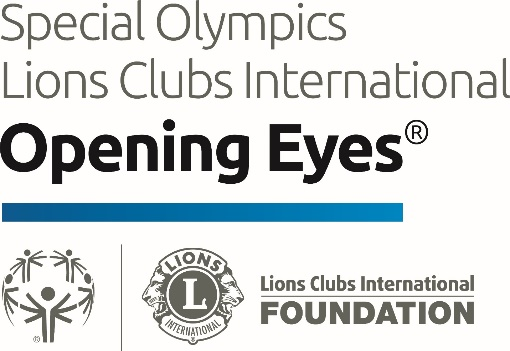 Special Olympics
Lions Clubs International
Opening Eyes®
®
LIONS
L
INTERNATIONAL
®
Lions Clubs International
FOUNDATION